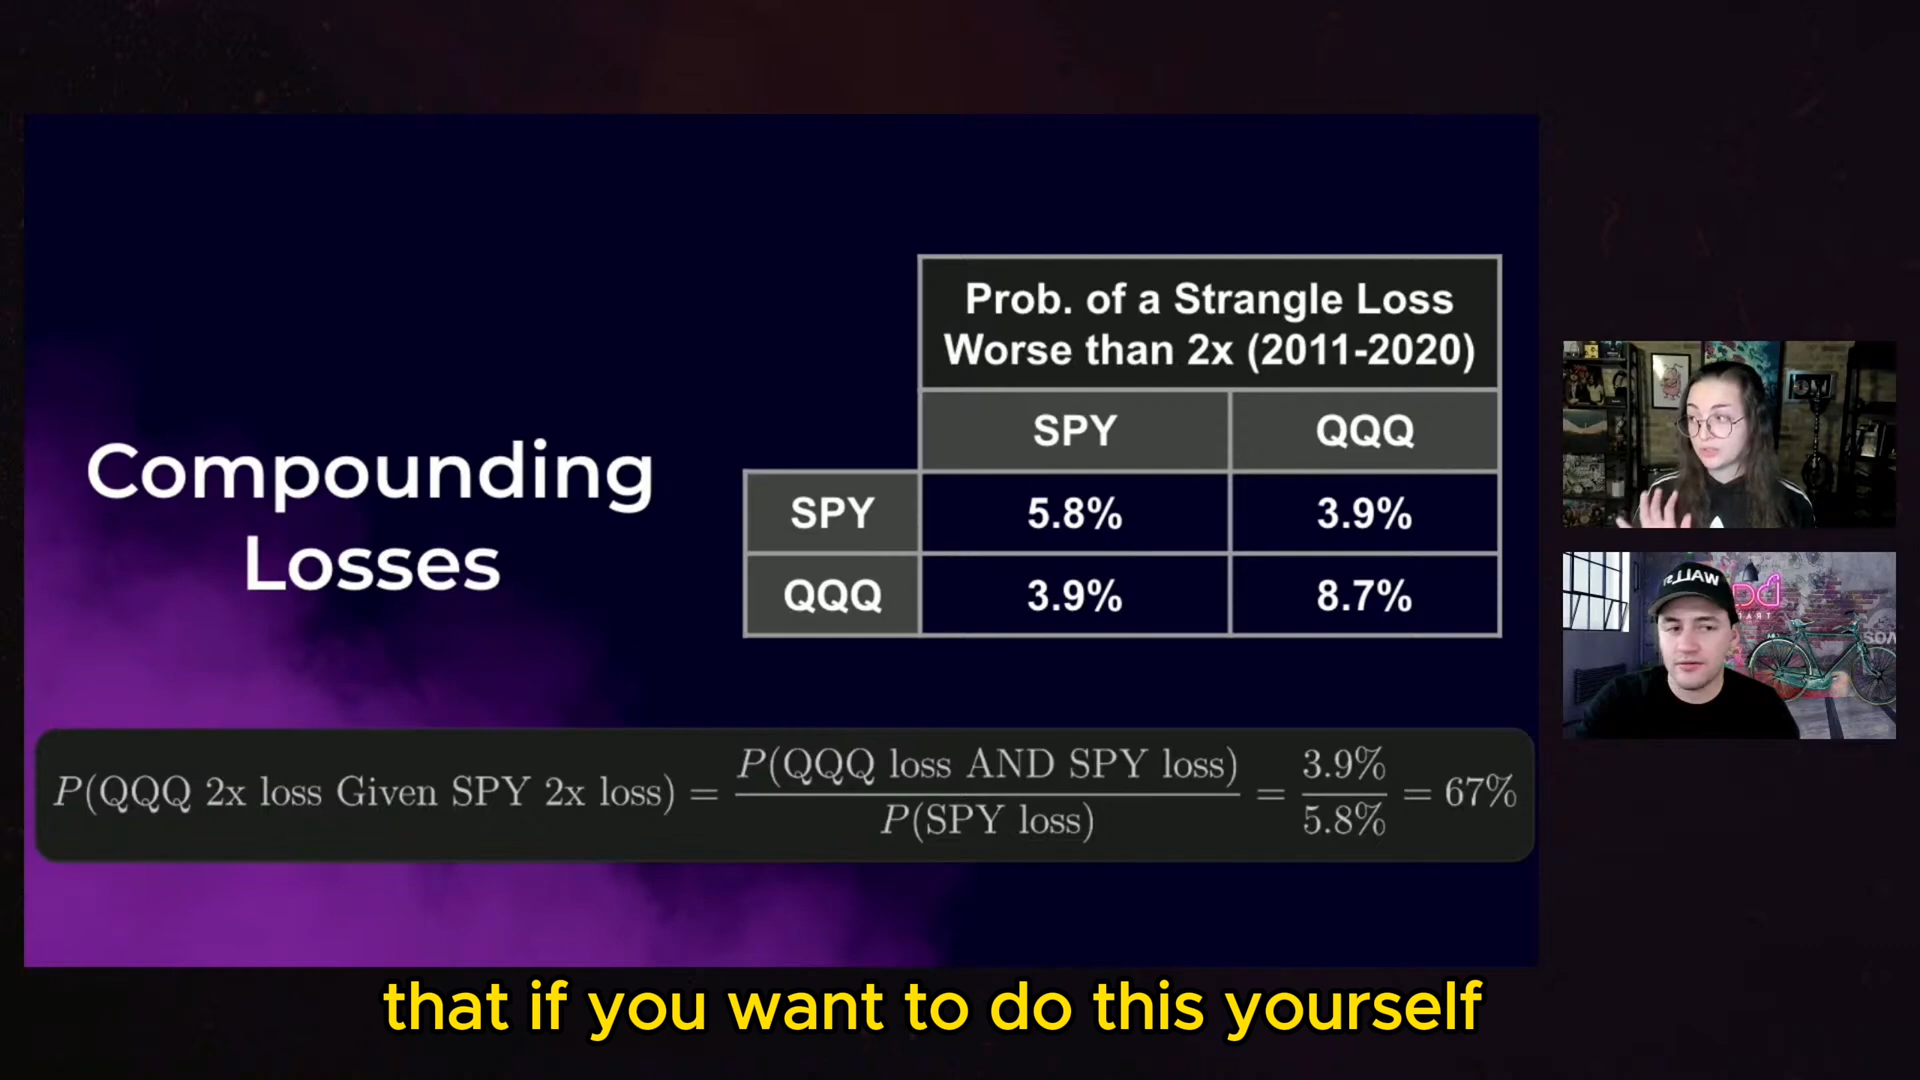 Compounding
Losses
Prob. of a Strangle Loss
Worse than 2x (2011-2020)
SPY QQQ
SPY 5.8% 3.9%
QQQ 3.9% 8.7%
P(QQQ 2x loss Given SPY 2x loss) = P(QQQ loss AND SPY loss) / P(SPY loss) = 3.9% / 5.8% = 67%
that if you want to do this yourself